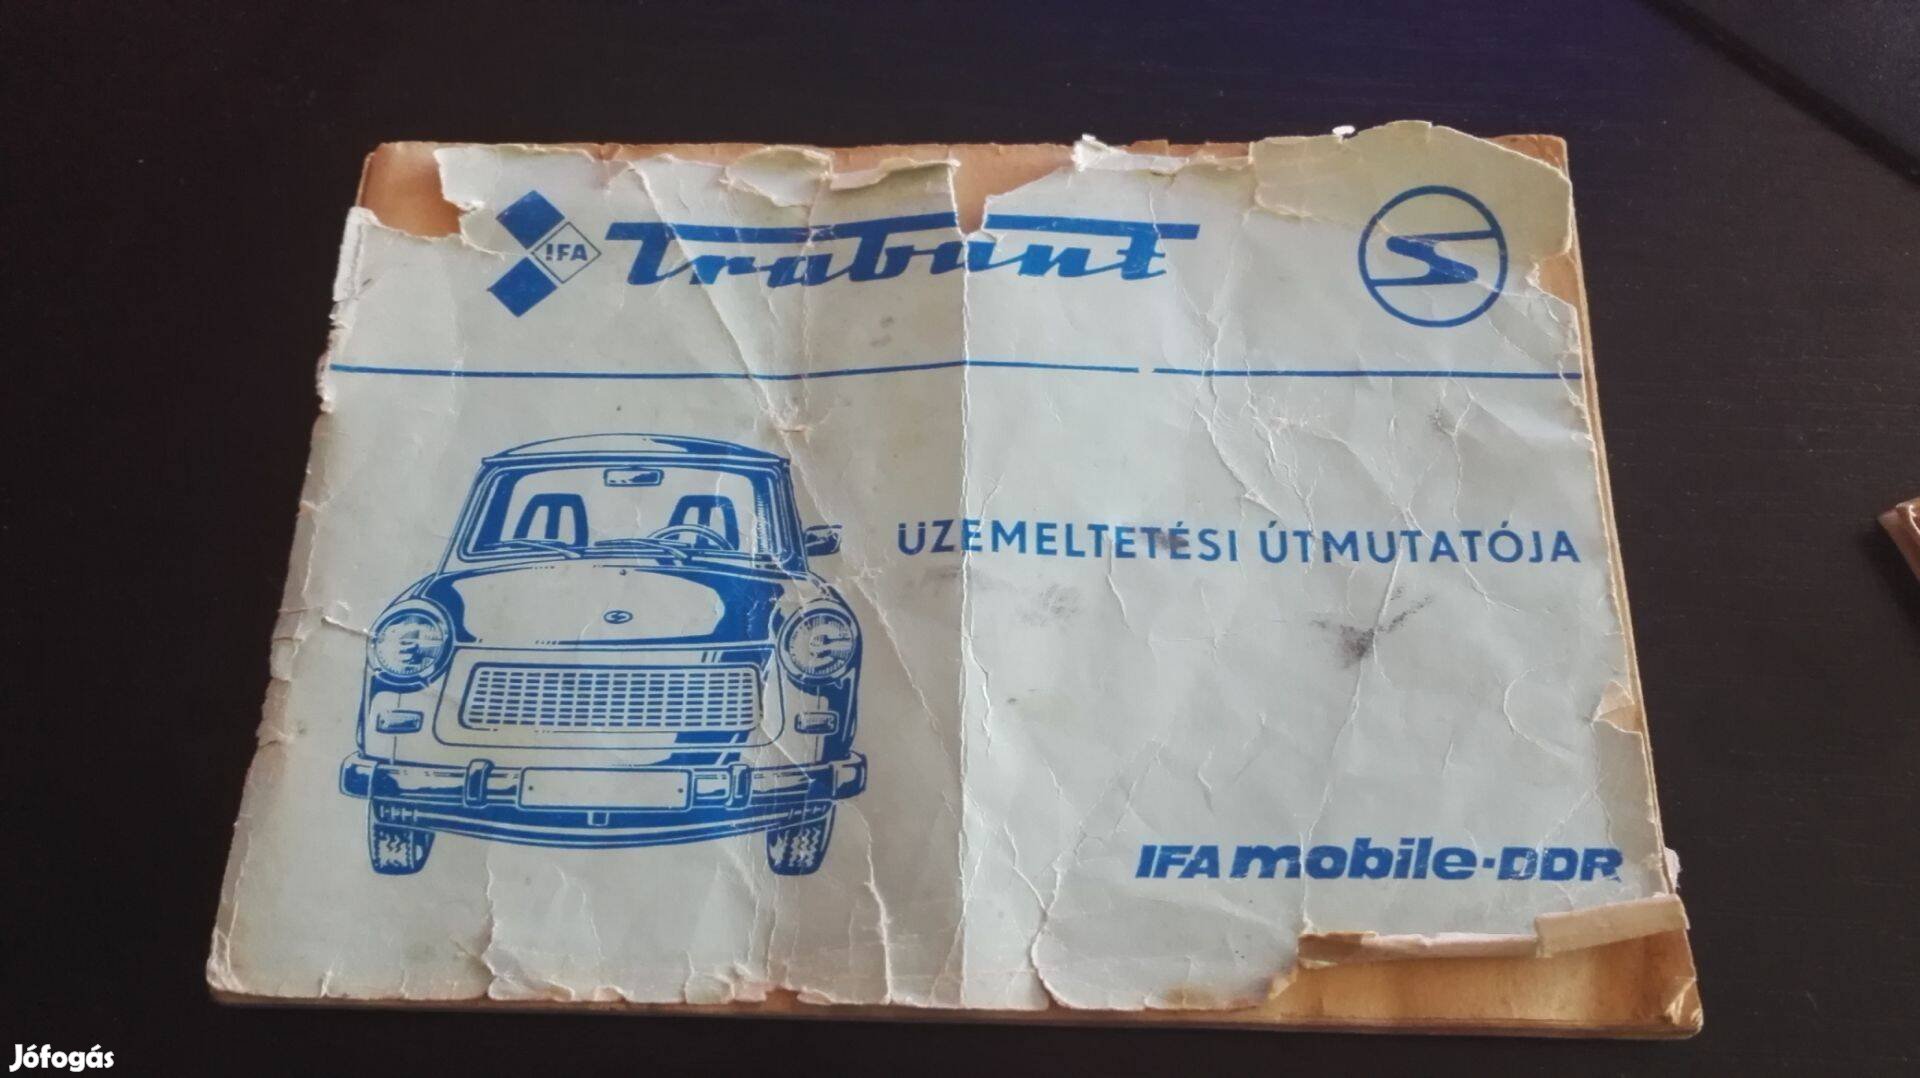 IFA Trabant S
ÜZEMELTETÉSI ÚTMUTATÓJA
IFA mobile-DDR
Jófogás